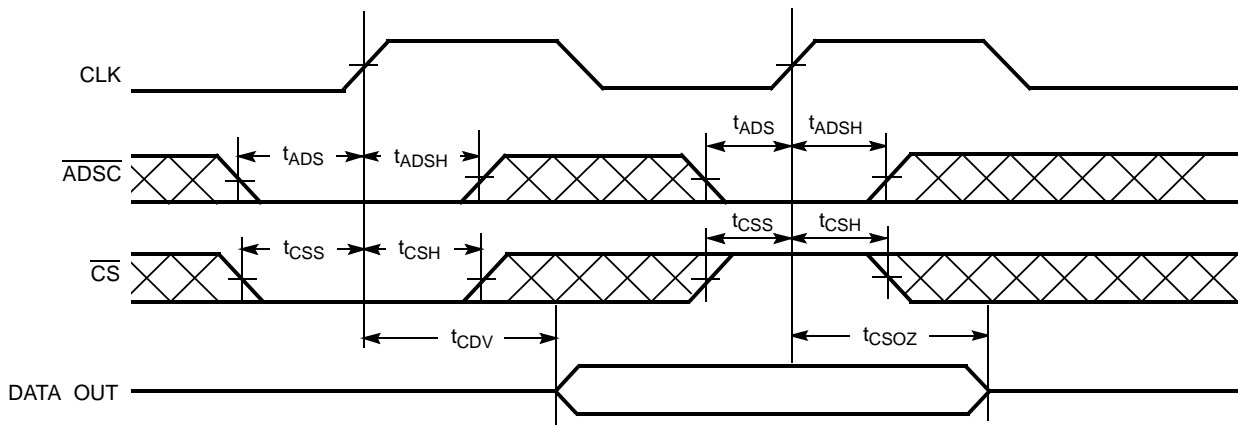 CLK
tADS
tADSH
tADS
tADSH
ADSC
tCSS
tCSH
tCSS
tCSH
CS
tCDV
tCSOZ
DATA OUT